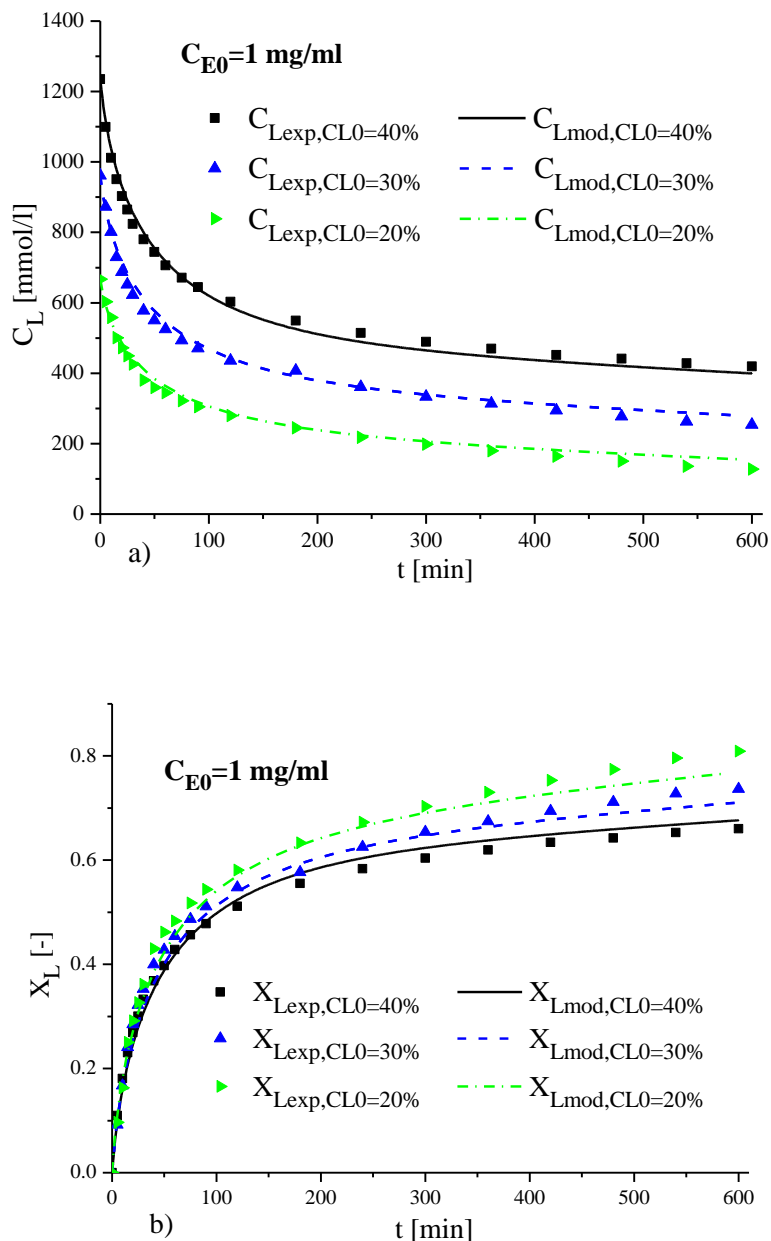 C_E0=1 mg/ml
C_Lexp,CL0=40% C_Lmod,CL0=40%
C_Lexp,CL0=30% C_Lmod,CL0=30%
C_Lexp,CL0=20% C_Lmod,CL0=20%
C_L [mmol/l]
1400
1200
1000
800
600
400
200
0
0 100 200 300 400 500 600
a)
t [min]
C_E0=1 mg/ml
X_L [-]
0.8
0.6
0.4
0.2
0.0
X_Lexp,CL0=40% X_Lmod,CL0=40%
X_Lexp,CL0=30% X_Lmod,CL0=30%
X_Lexp,CL0=20% X_Lmod,CL0=20%
0 100 200 300 400 500 600
b)
t [min]